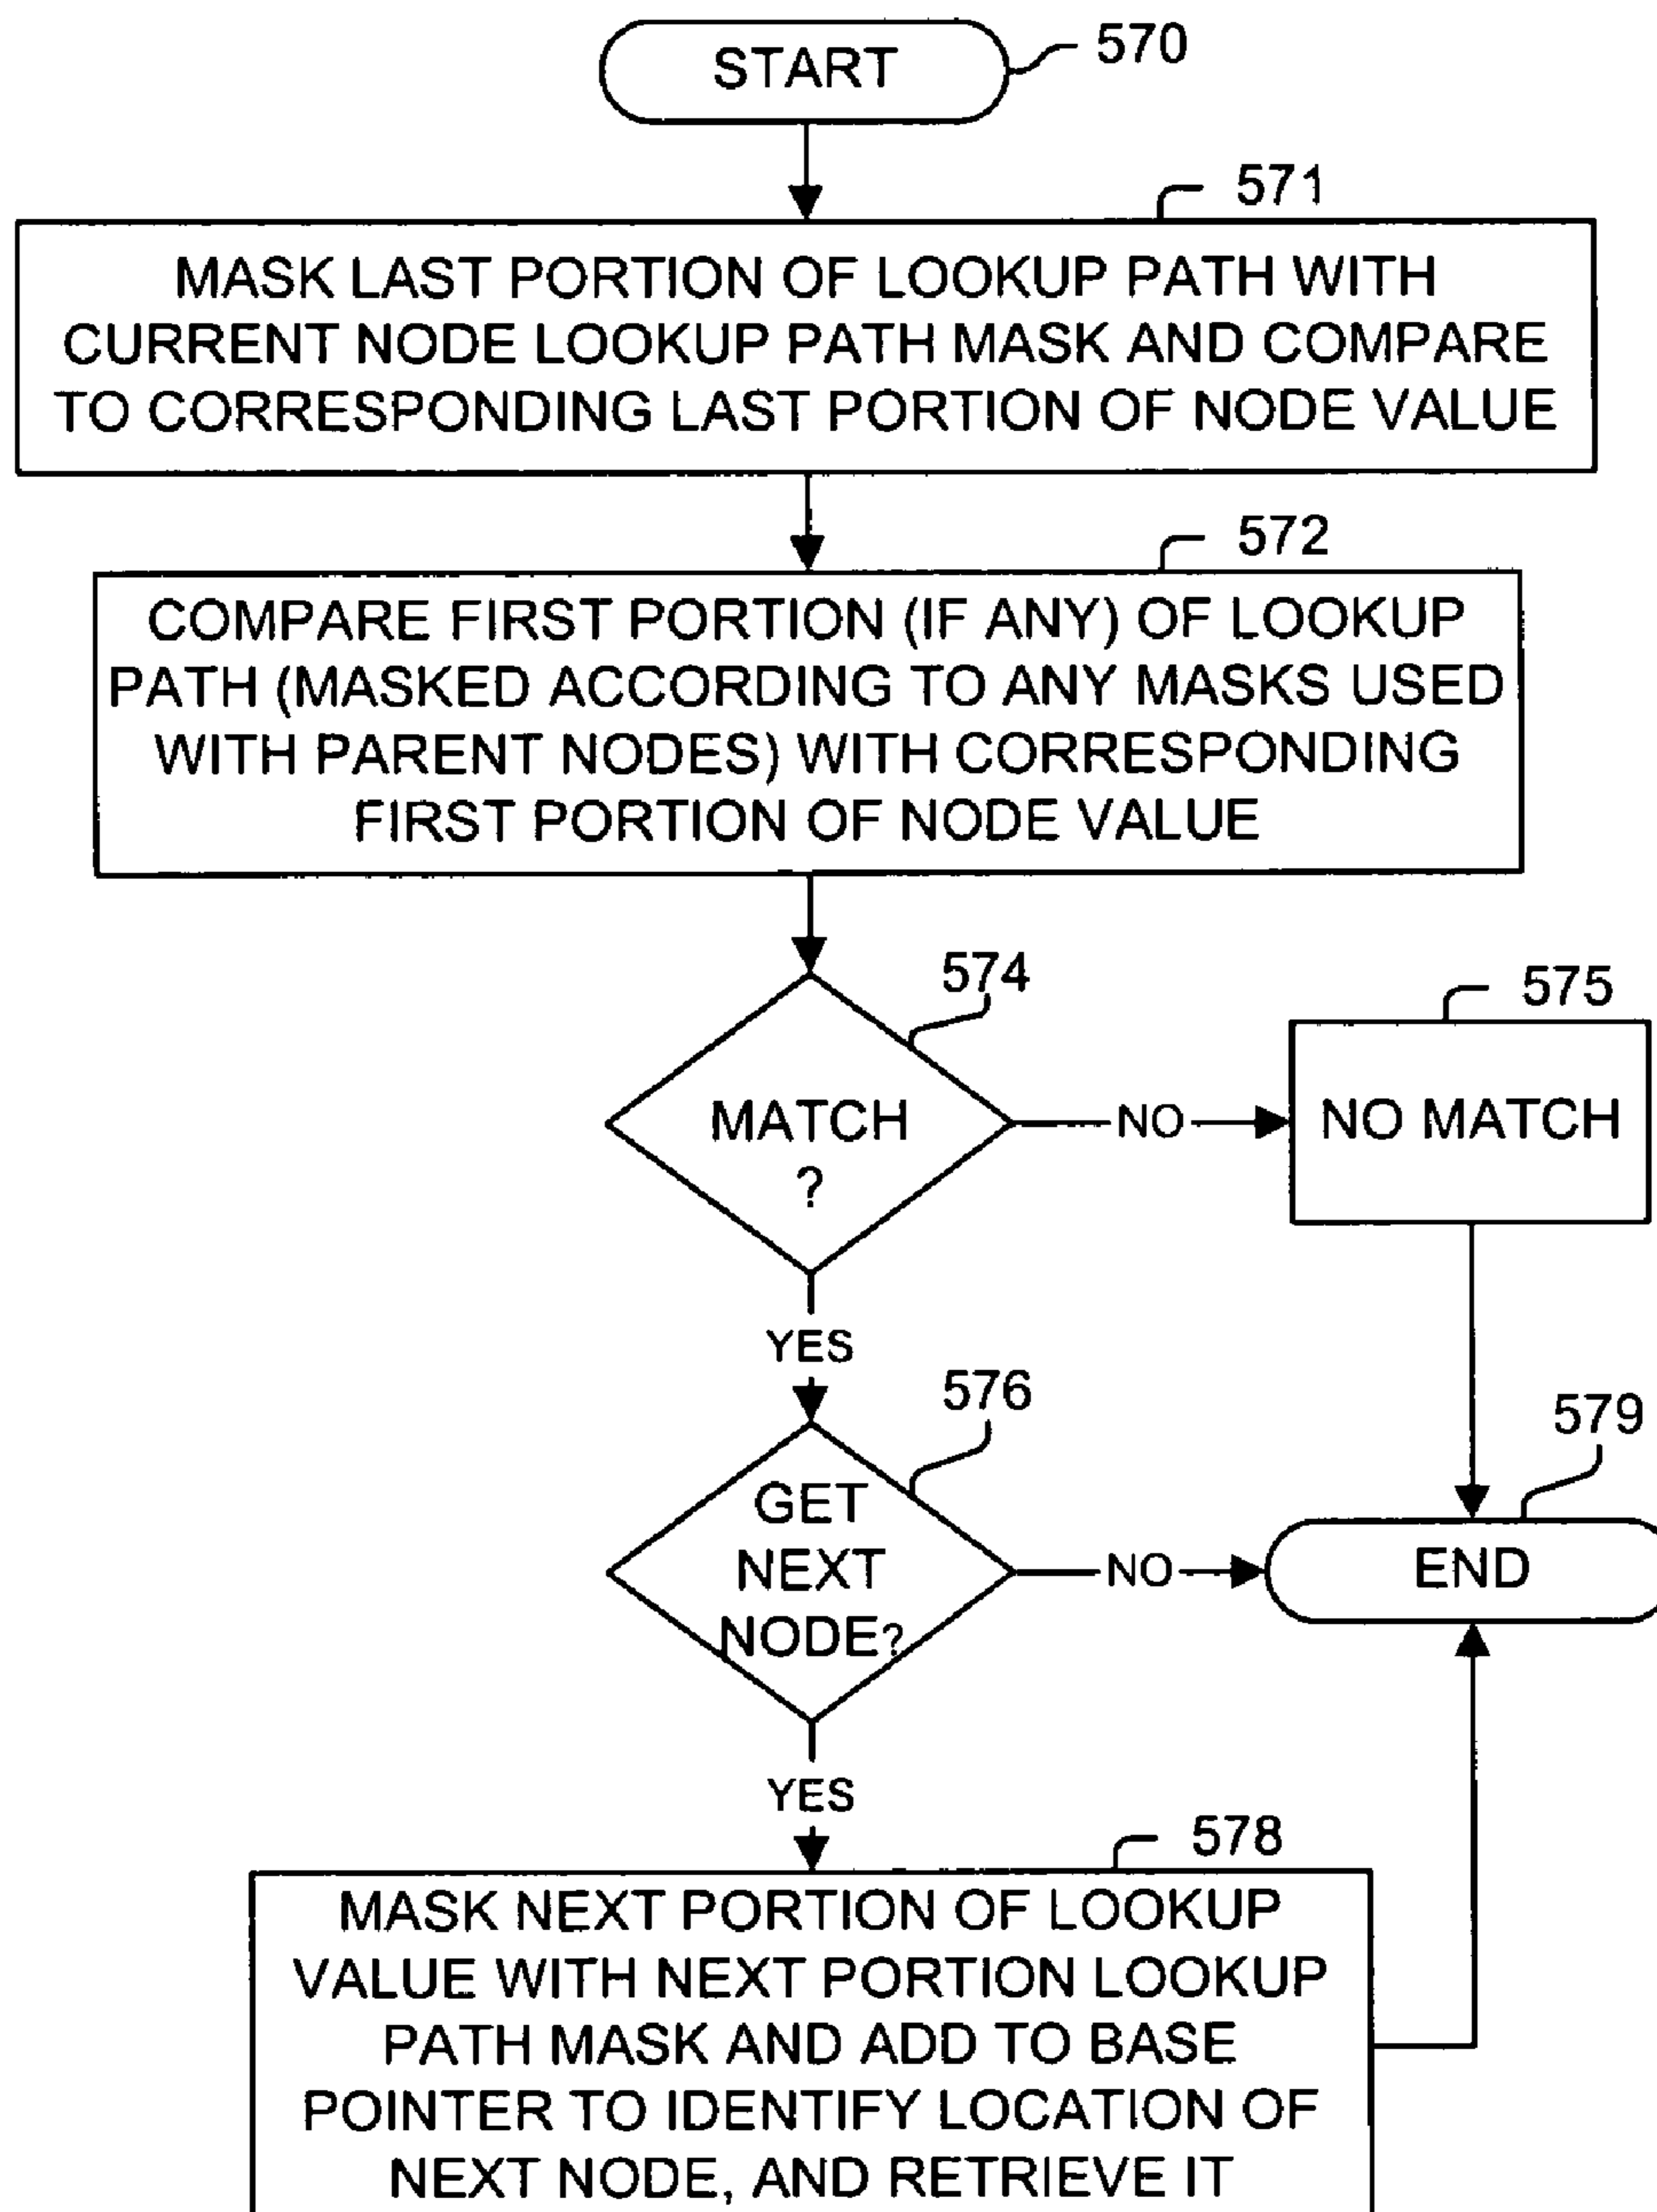 START
570
571
MASK LAST PORTION OF LOOKUP PATH WITH
CURRENT NODE LOOKUP PATH MASK AND COMPARE
TO CORRESPONDING LAST PORTION OF NODE VALUE
572
COMPARE FIRST PORTION (IF ANY) OF LOOKUP
PATH (MASKED ACCORDING TO ANY MASKS USED
WITH PARENT NODES) WITH CORRESPONDING
FIRST PORTION OF NODE VALUE
574
MATCH
?
NO
575
NO MATCH
YES
576
GET
NEXT
NODE?
NO
579
END
YES
578
MASK NEXT PORTION OF LOOKUP
VALUE WITH NEXT PORTION LOOKUP
PATH MASK AND ADD TO BASE
POINTER TO IDENTIFY LOCATION OF
NEXT NODE, AND RETRIEVE IT